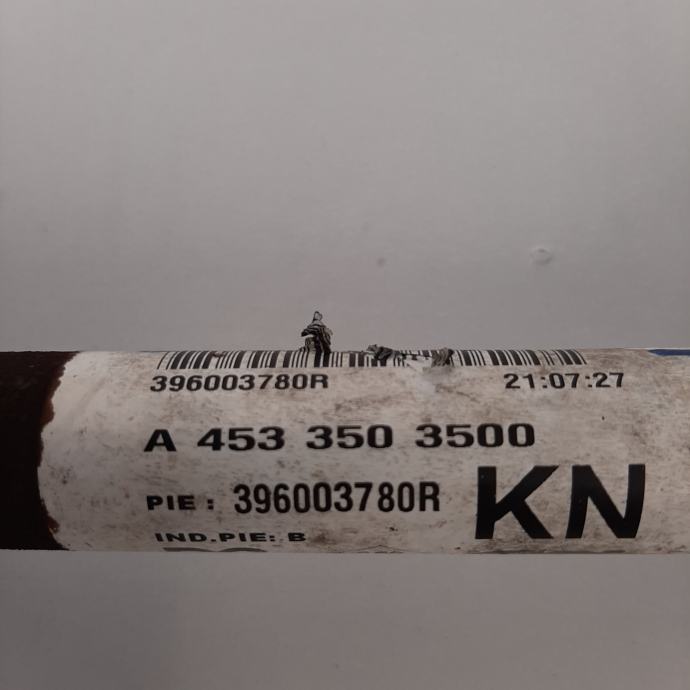 396003780R 21:07:27
A 453 350 3500
PIE : 396003780R KN
IND.PIE: B